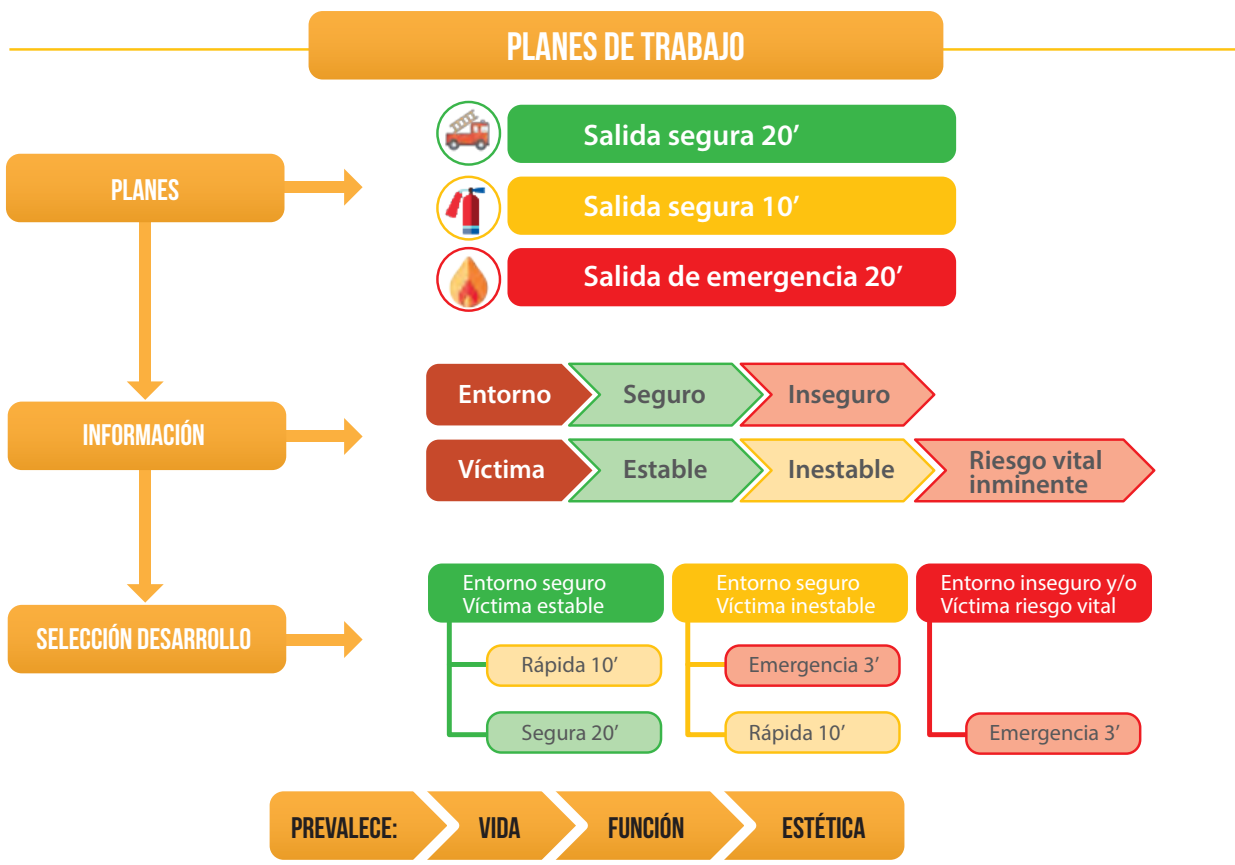 PLANES DE TRABAJO
PLANES
Salida segura 20’
Salida segura 10’
Salida de emergencia 20’
INFORMACIÓN
Entorno
Seguro
Inseguro
Víctima
Estable
Inestable
Riesgo vital
inminente
SELECCIÓN DESARROLLO
Entorno seguro
Víctima estable
Rápida 10’
Segura 20’
Entorno seguro
Víctima inestable
Emergencia 3’
Rápida 10’
Entorno inseguro y/o
Víctima riesgo vital
Emergencia 3’
PREVALECE:
VIDA
FUNCIÓN
ESTÉTICA